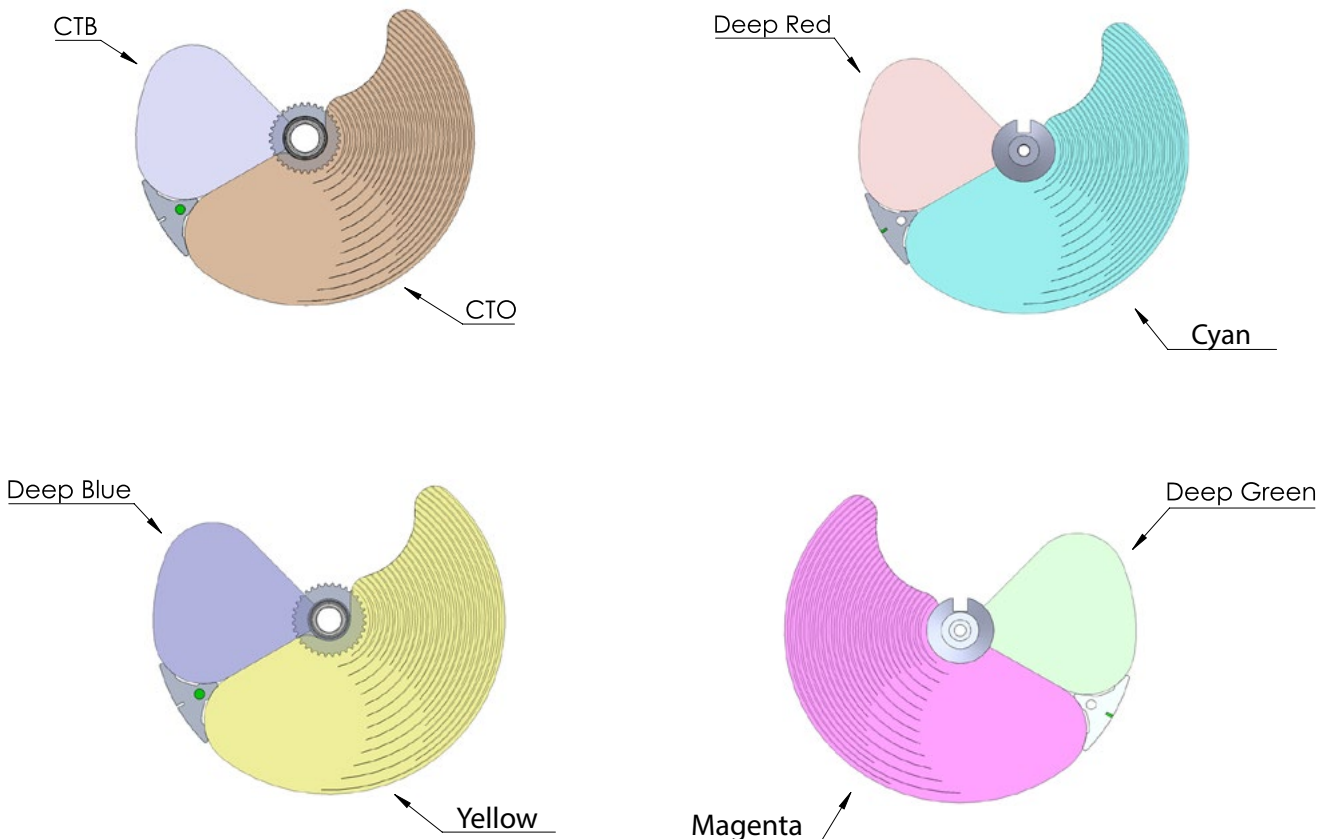 CTB
Deep Red
CTO
Cyan
Deep Blue
Deep Green
Yellow
Magenta